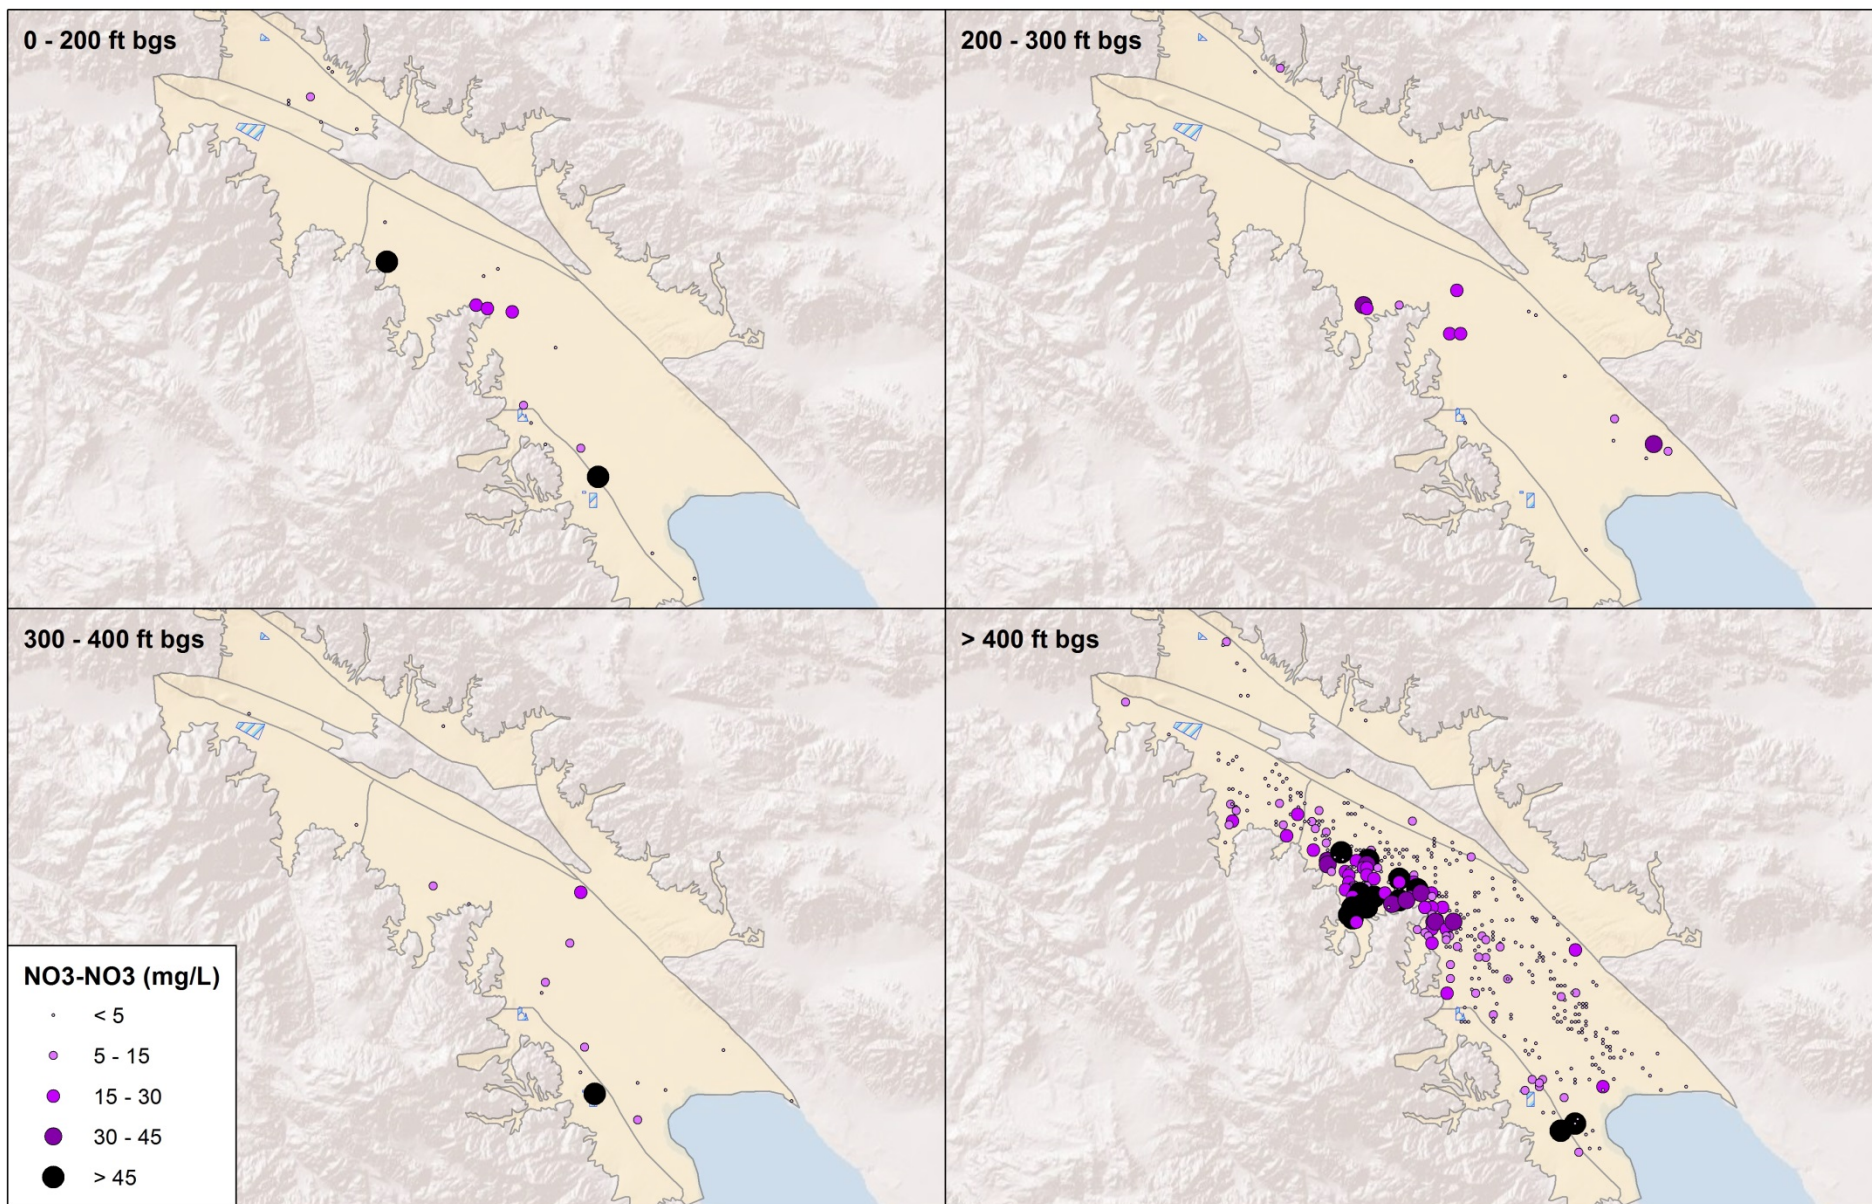 0 - 200 ft bgs
200 - 300 ft bgs
300 - 400 ft bgs
> 400 ft bgs
NO3-NO3 (mg/L)
< 5
5 - 15
15 - 30
30 - 45
> 45